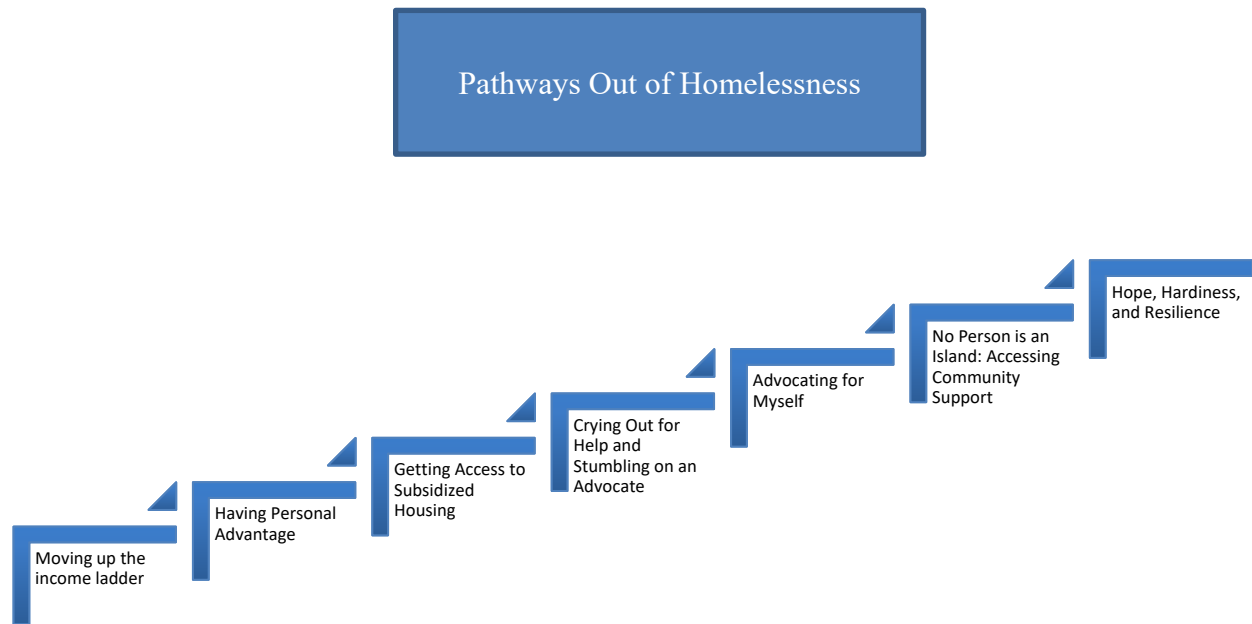 Pathways Out of Homelessness
Moving up the
income ladder
Having Personal
Advantage
Getting Access to
Subsidized
Housing
Crying Out for
Help and
Stumbling on an
Advocate
Advocating for
Myself
No Person is an
Island: Accessing
Community
Support
Hope, Hardiness,
and Resilience